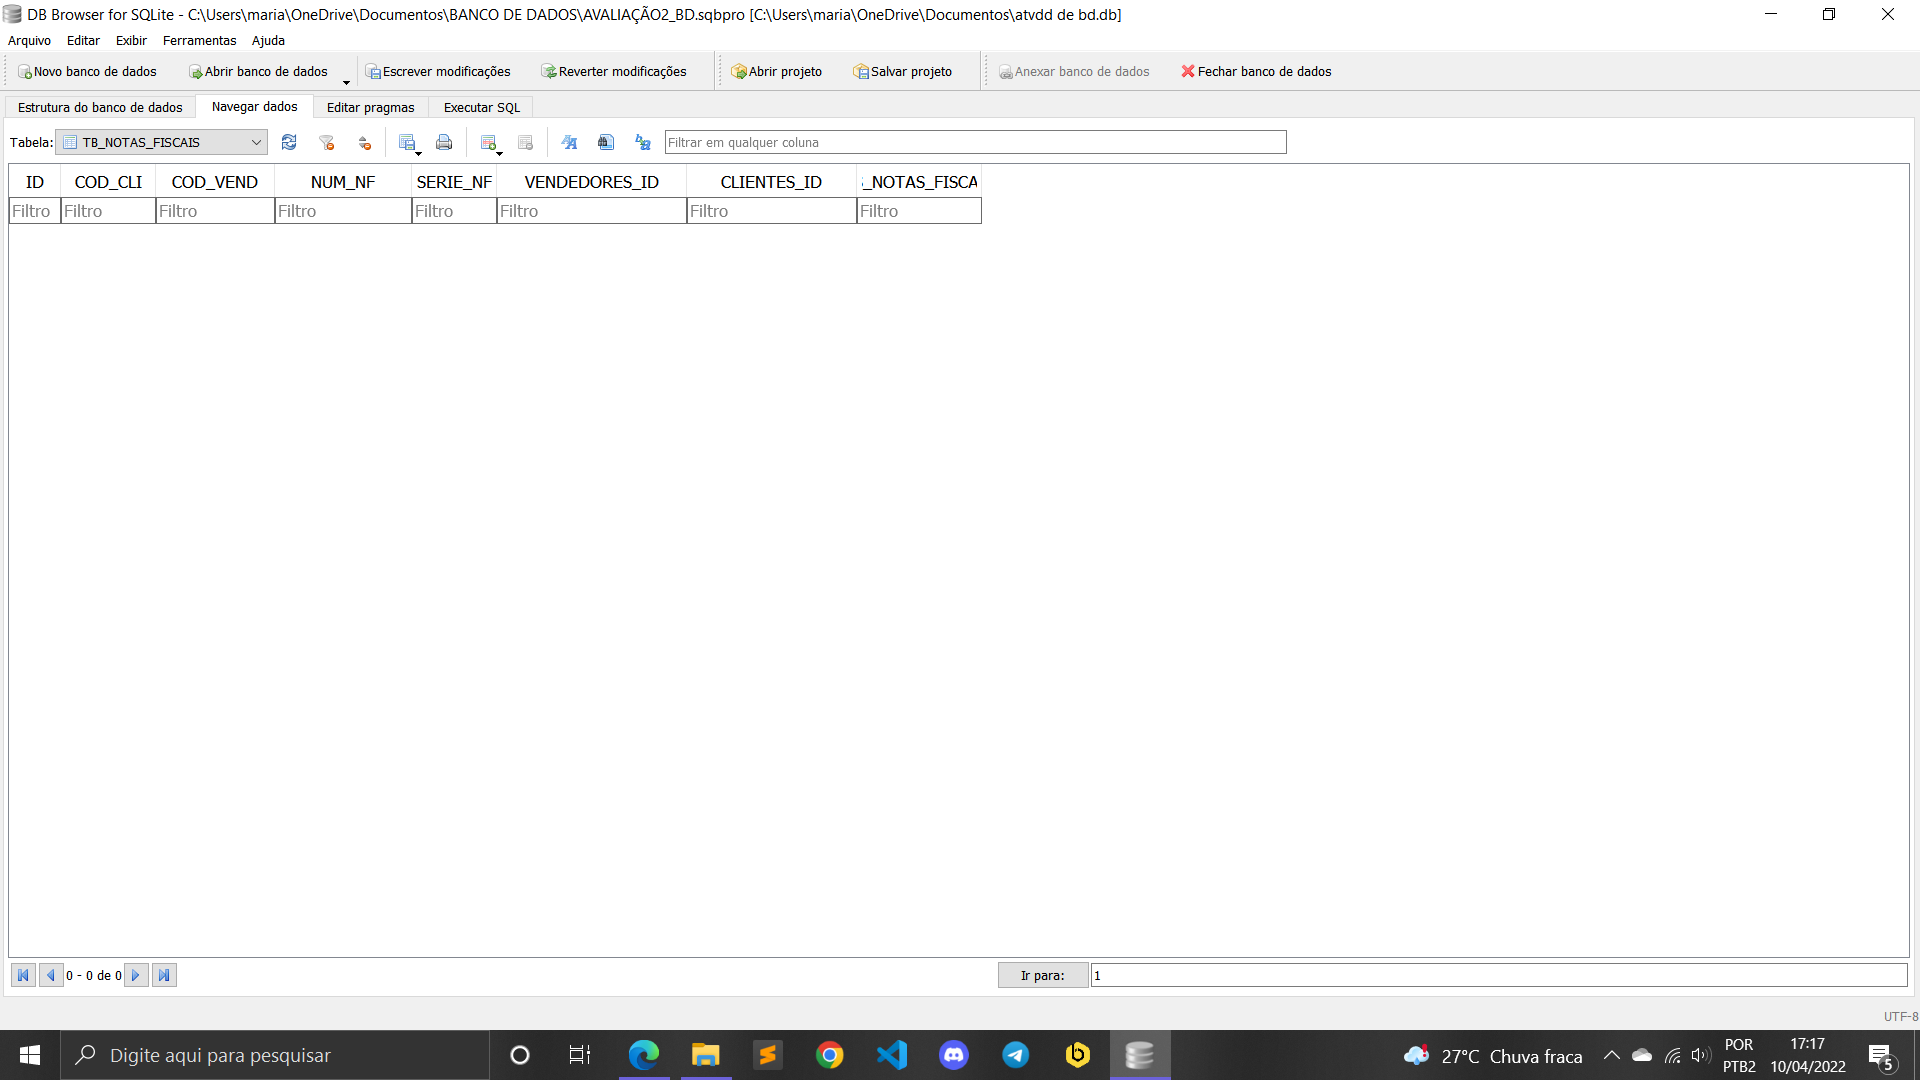 DB Browser for SQLite - C:\Users\maria\OneDrive\Documentos\BANCO DE DADOS\AVALIAÇÃO2_BD.sqbpro [C:\Users\maria\OneDrive\Documentos\atvdd de bd.db]
Arquivo Editar Exibir Ferramentas Ajuda
Novo banco de dados Abrir banco de dados Escrever modificações Reverter modificações Abrir projeto Salvar projeto Anexar banco de dados Fechar banco de dados
Estrutura do banco de dados Navegar dados Editar pragmas Executar SQL
Tabela: TB_NOTAS_FISCAIS Filtrar em qualquer coluna
ID COD_CLI COD_VEND NUM_NF SERIE_NF VENDEDORES_ID CLIENTES_ID _NOTAS_FISCA
Filtro Filtro Filtro Filtro Filtro Filtro Filtro Filtro
0 - 0 de 0 Ir para: 1
UTF-8
Digite aqui para pesquisar 27°C Chuva fraca POR 17:17
PTB2 10/04/2022 5